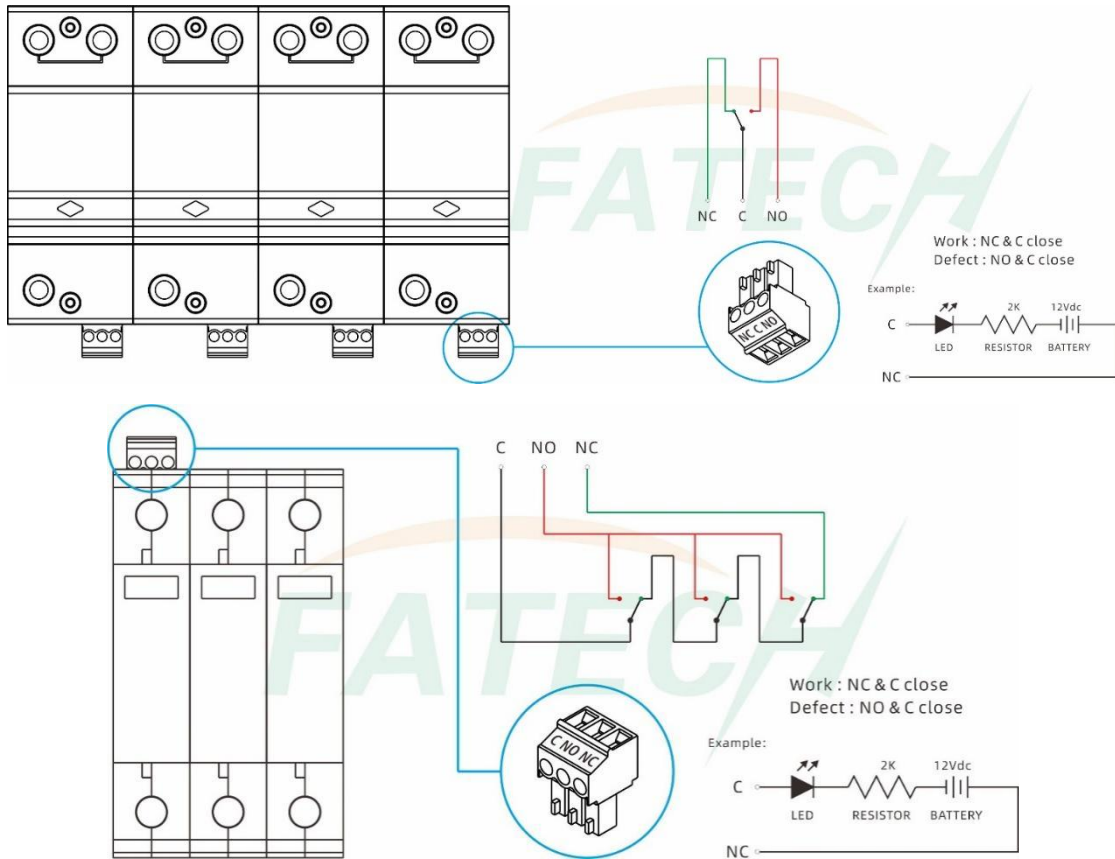 FATECH
NC C NO
NC C NO
Work : NC & C close
Defect : NO & C close
Example:
C
2K
12Vdc
LED
RESISTOR
BATTERY
NC
FATECH
C NO NC
C NO NC
Work : NC & C close
Defect : NO & C close
Example:
C
2K
12Vdc
LED
RESISTOR
BATTERY
NC